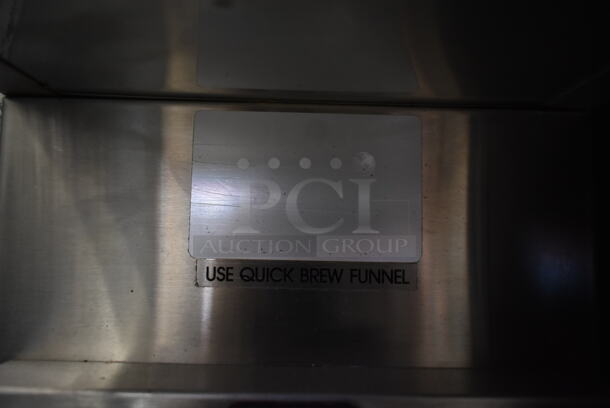 PCI
AUCTION GROUP
USE QUICK BREW FUNNEL